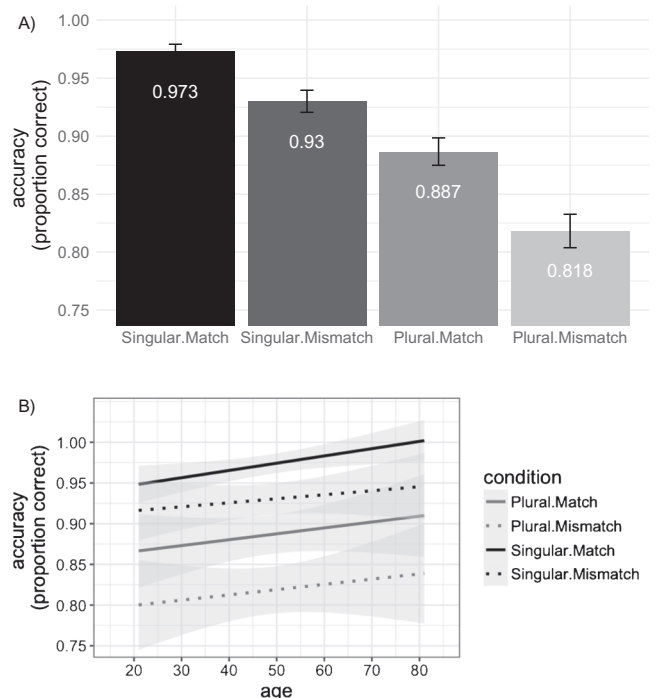 A)
accuracy
(proportion correct)
1.00
0.95
0.90
0.85
0.80
0.75
0.973
0.93
0.887
0.818
Singular.Match Singular.Mismatch Plural.Match Plural.Mismatch
B)
accuracy
(proportion correct)
1.00
0.95
0.90
0.85
0.80
0.75
20 30 40 50 60 70 80
age
condition
Plural.Match
Plural.Mismatch
Singular.Match
Singular.Mismatch